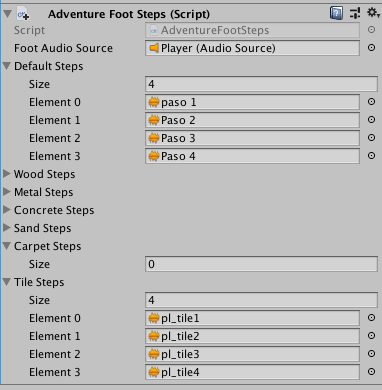 Adventure Foot Steps (Script)
Script AdventureFootSteps
Foot Audio Source Player (Audio Source)
Default Steps
Size 4
Element 0 paso 1
Element 1 Paso 2
Element 2 Paso 3
Element 3 Paso 4
Wood Steps
Metal Steps
Concrete Steps
Sand Steps
Carpet Steps
Size 0
Tile Steps
Size 4
Element 0 pl_tile1
Element 1 pl_tile2
Element 2 pl_tile3
Element 3 pl_tile4